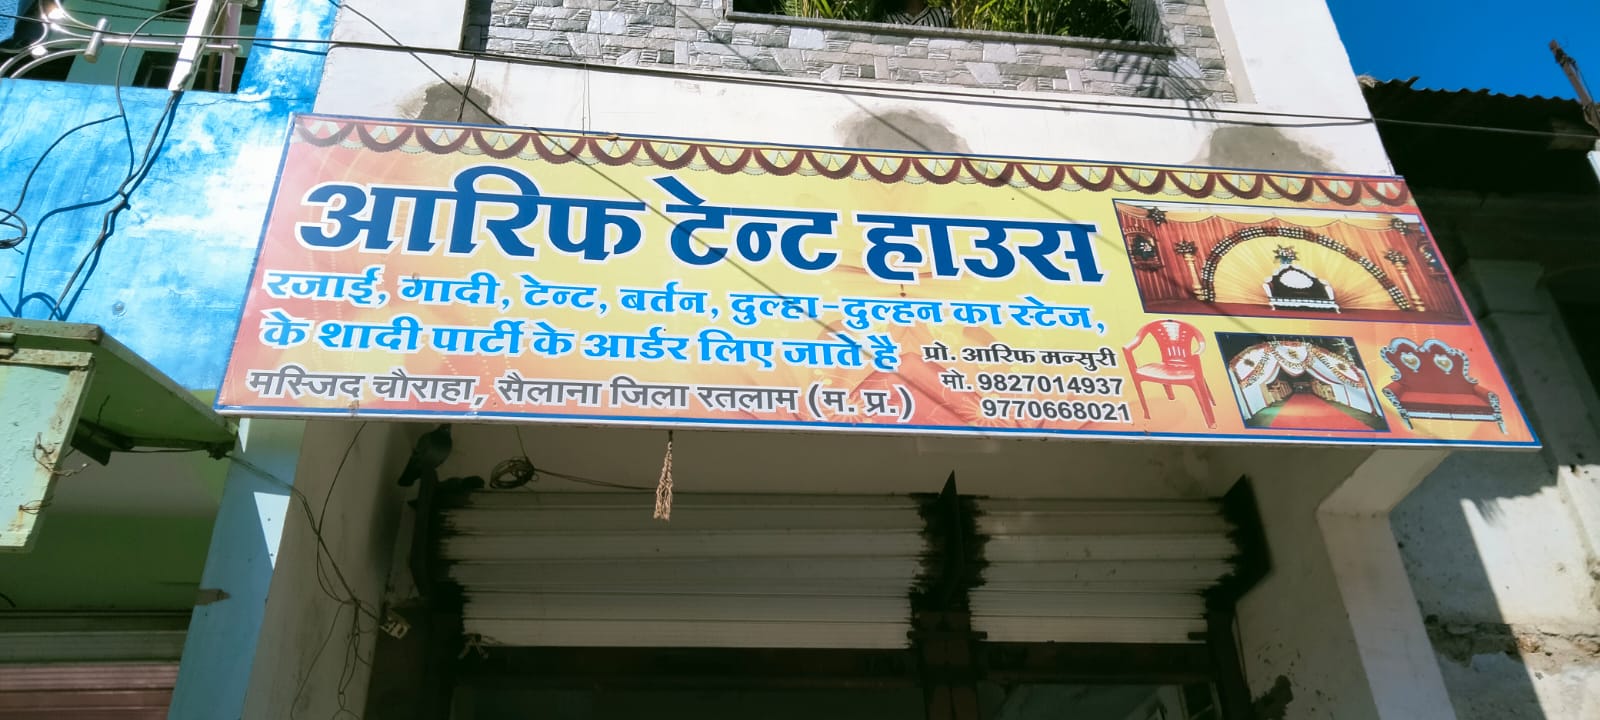 आरिफ टेन्ट हाउस
रजाई, गादी, टेन्ट, बर्तन, दुल्हा-दुल्हन का स्टेज,
के शादी पार्टी के आर्डर लिए जाते है
प्रो. आरिफ मन्सुरी
मो. 9827014937
9770668021
मस्जिद चौराहा, सैलाना जिला रतलाम (म. प्र.)